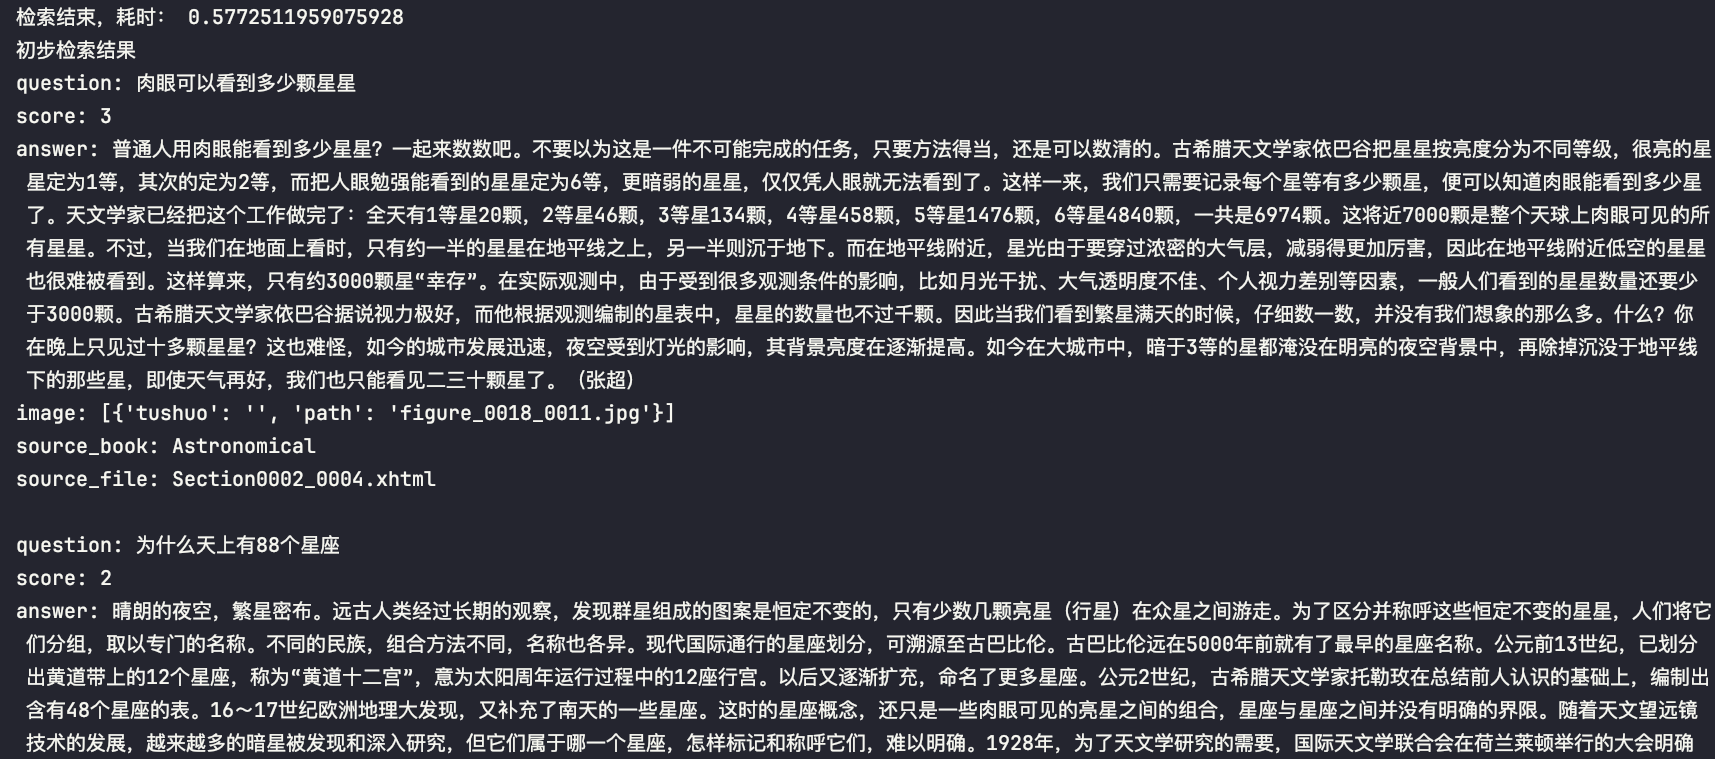 检索结束，耗时： 0.5772511959075928
初步检索结果
question: 肉眼可以看到多少颗星星
score: 3
answer: 普通人用肉眼能看到多少星星？一起来数数吧。不要以为这是一件不可能完成的任务，只要方法得当，还是可以数清的。古希腊天文学家依巴谷把星星按亮度分为不同等级，很亮的星
星定为1等，其次的定为2等，而把人眼勉强能看到的星星定为6等，更暗弱的星星，仅仅凭人眼就无法看到了。这样一来，我们只需要记录每个星等有多少颗星，便可以知道肉眼能看到多少星
了。天文学家已经把这个工作做完了：全天有1等星20颗，2等星46颗，3等星134颗，4等星458颗，5等星1476颗，6等星4840颗，一共是6974颗。这将近7000颗是整个天球上肉眼可见的所
有星星。不过，当我们在地面上看时，只有约一半的星星在地平线之上，另一半则沉于地下。而在地平线附近，星光由于要穿过浓密的大气层，减弱得更加厉害，因此在地平线附近低空的星星
也很难被看到。这样算来，只有约3000颗星“幸存”。在实际观测中，由于受到很多观测条件的影响，比如月光干扰、大气透明度不佳、个人视力差别等因素，一般人们看到的星星数量还要少
于3000颗。古希腊天文学家依巴谷据说视力极好，而他根据观测编制的星表中，星星的数量也不过千颗。因此当我们看到繁星满天的时候，仔细数一数，并没有我们想象的那么多。什么？你
在晚上只见过十多颗星星？这也难怪，如今的城市发展迅速，夜空受到灯光的影响，其背景亮度在逐渐提高。如今在大城市中，暗于3等的星都淹没在明亮的夜空背景中，再除掉沉没于地平线
下的那些星，即使天气再好，我们也只能看见二三十颗星了。（张超）
image: [{'tushuo': '', 'path': 'figure_0018_0011.jpg'}]
source_book: Astronomical
source_file: Section0002_0004.xhtml
question: 为什么天上有88个星座
score: 2
answer: 晴朗的夜空，繁星密布。远古人类经过长期的观察，发现群星组成的图案是恒定不变的，只有少数几颗亮星（行星）在众星之间游走。为了区分并称呼这些恒定不变的星星，人们将它
们分组，取以专门的名称。不同的民族，组合方法不同，名称也各异。现代国际通行的星座划分，可溯源至古巴比伦。古巴比伦远在5000年前就有了最早的星座名称。公元前13世纪，已划分
出黄道带上的12个星座，称为“黄道十二宫”，意为太阳周年运行过程中的12座行宫。以后又逐渐扩充，命名了更多星座。公元2世纪，古希腊天文学家托勒玫在总结前人认识的基础上，编制出
含有48个星座的表。16～17世纪欧洲地理大发现，又补充了南天的一些星座。这时的星座概念，还只是一些肉眼可见的亮星之间的组合，星座与星座之间并没有明确的界限。随着天文望远镜
技术的发展，越来越多的暗星被发现和深入研究，但它们属于哪一个星座，怎样标记和称呼它们，难以明确。1928年，为了天文学研究的需要，国际天文学联合会在荷兰莱顿举行的大会明确